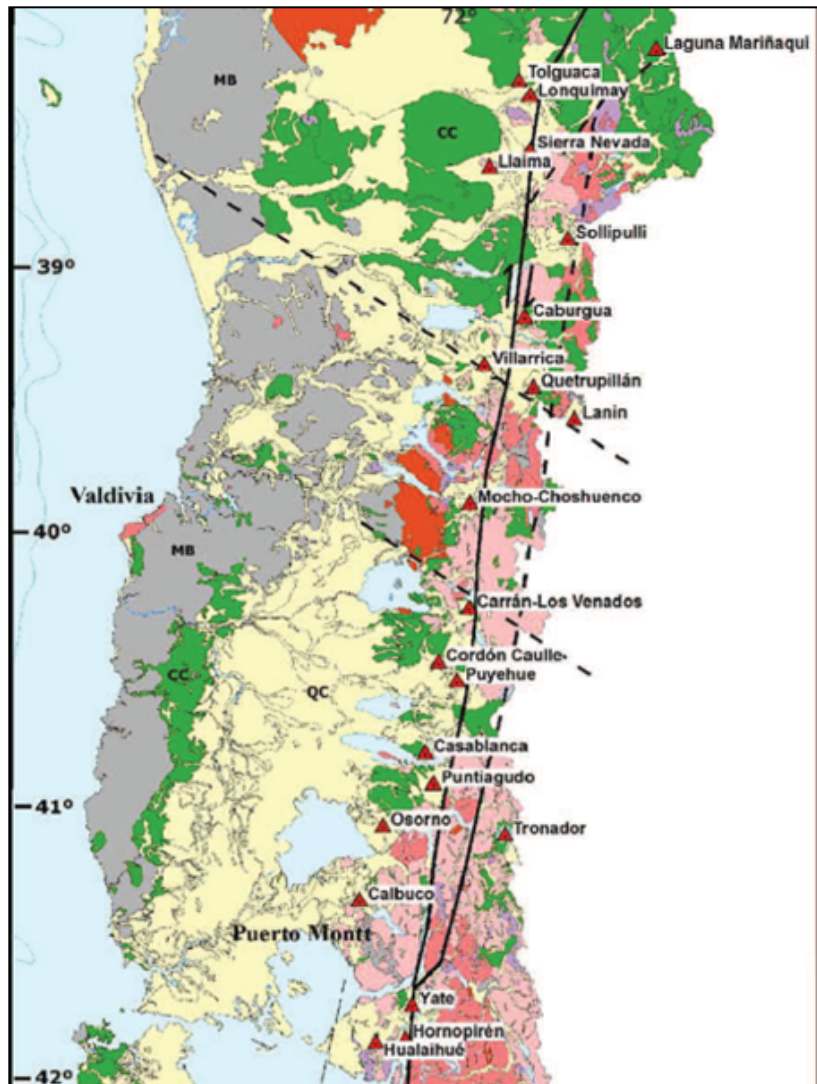 72°
Laguna Mariñaqui
MB
Tolguaca
Lonquimay
CC
Sierra Nevada
Llaima
Sollipulli
39°
Caburgua
Villarrica
Quetrupillán
Lanin
Valdivia
Mocho-Choshuenco
40°
MB
Carrán-Los Venados
Cordón Caulle
CC
Puyehue
QC
Casablanca
Puntiagudo
41°
Osorno
Tronador
Calbuco
Puerto Montt
Yate
Hornopirén
Hualaihué
42°